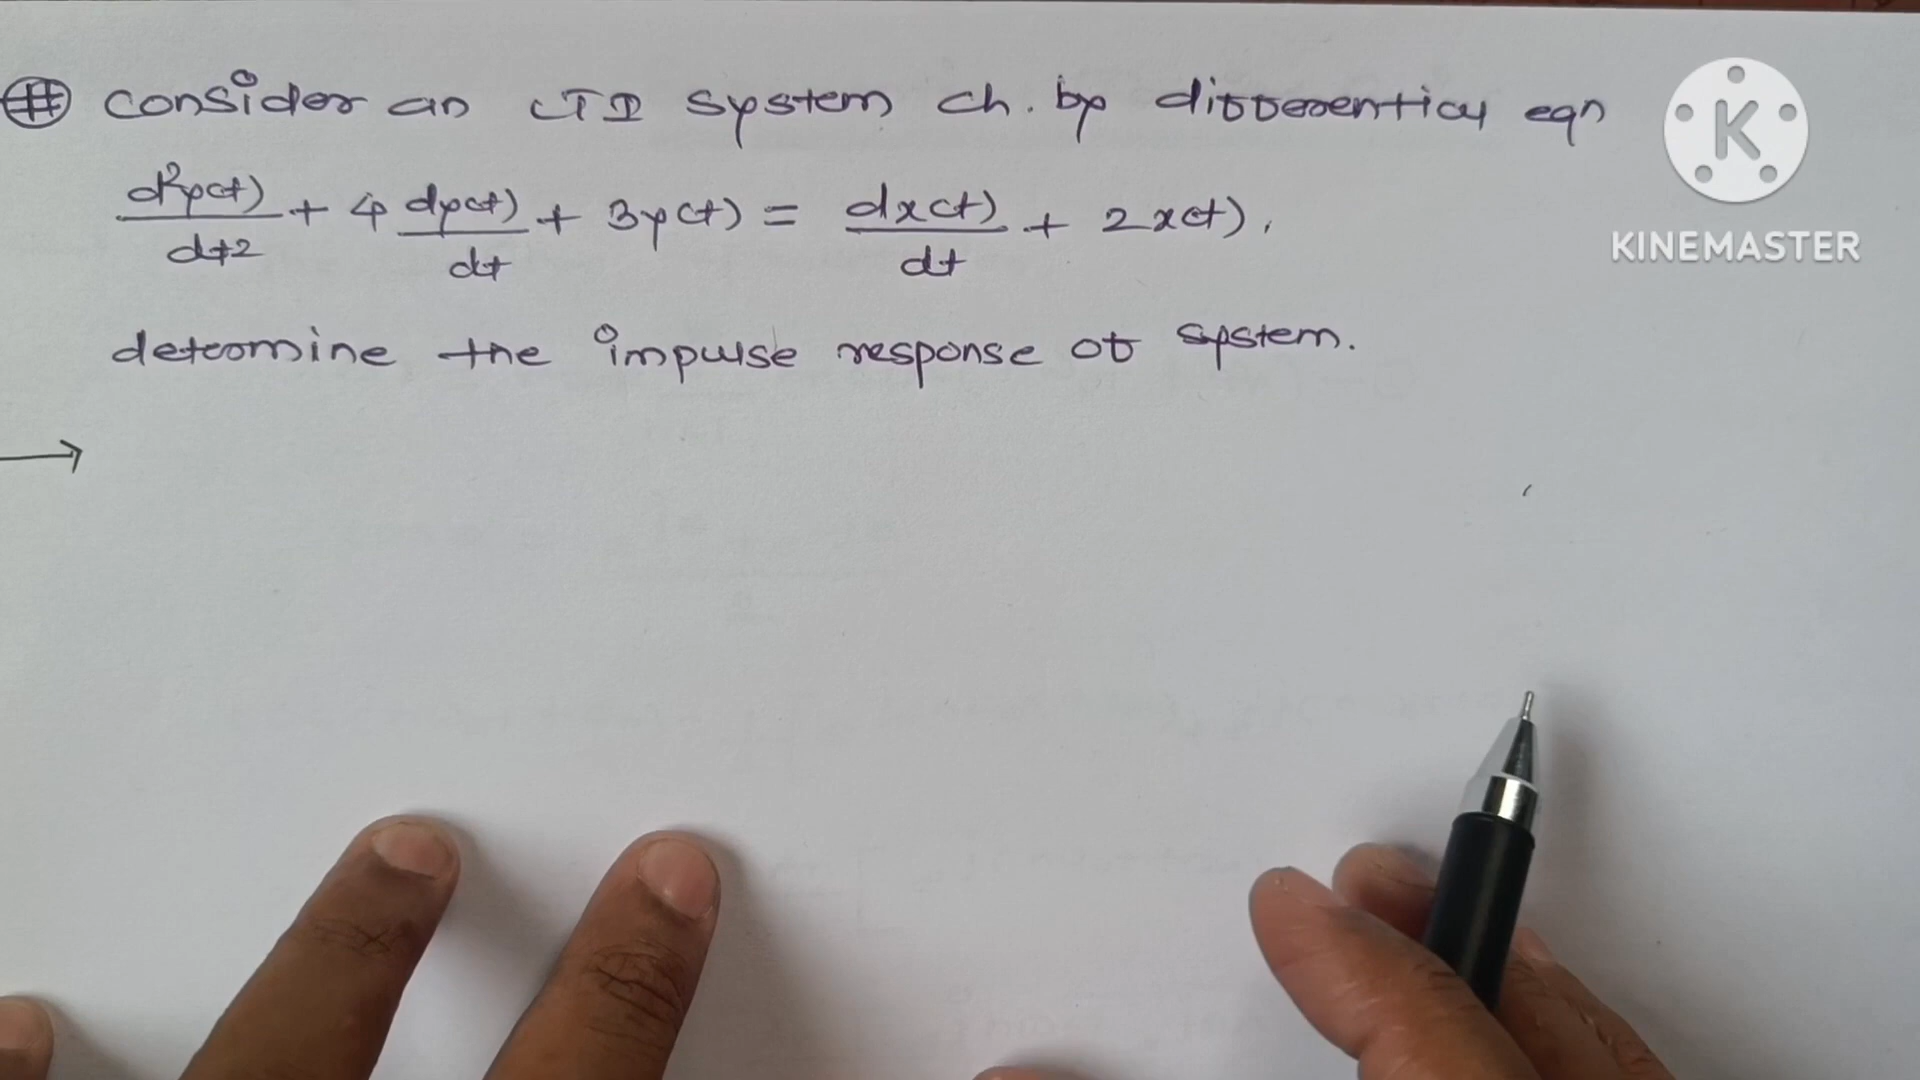 # Consider an LTI system ch. by differential eqn
d²y(t)/dt2 + 4 dy(t)/dt + 3y(t) = dx(t)/dt + 2x(t).
determine the impulse response of system.
K
KINEMASTER